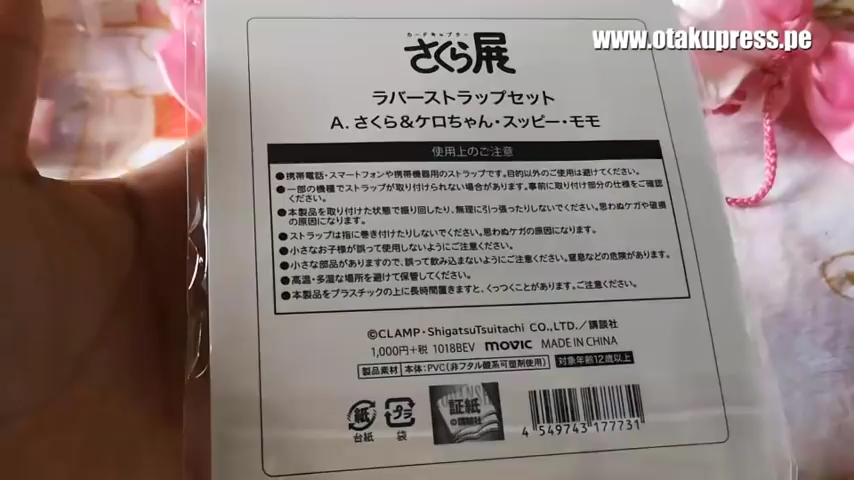 www.otakupress.pe
カードキャプター
さくら展
ラバーストラップセット
A. さくら&ケロちゃん・スッピー・モモ
使用上のご注意
●携帯電話・スマートフォンや携帯機器用のストラップです。目的以外のご使用は避けてください。
●一部の機種でストラップが取り付けられない場合があります。事前に取り付け部分の仕様をご確認
ください。
●本製品を取り付けた状態で振り回したり、無理に引っ張ったりしないでください。思わぬケガや破損
の原因になります。
●ストラップは指に巻き付けたりしないでください。思わぬケガの原因になります。
●小さなお子様が誤って使用しないようにご注意ください。
●小さな部品がありますので、誤って飲み込まないようにご注意ください。窒息などの危険があります。
●高温・多湿な場所を避けて保管してください。
●本製品をプラスチックの上に長時間置きますと、くっつくことがあります。ご注意ください。
©CLAMP・ShigatsuTsuitachi CO.,LTD./講談社
1,000円+税 1018BEV movic MADE IN CHINA
製品素材 本体:PVC(非フタル酸系可塑剤使用) 対象年齢12歳以上
紙 プラ 証紙
©講談社
台紙 袋
4 549743 177731